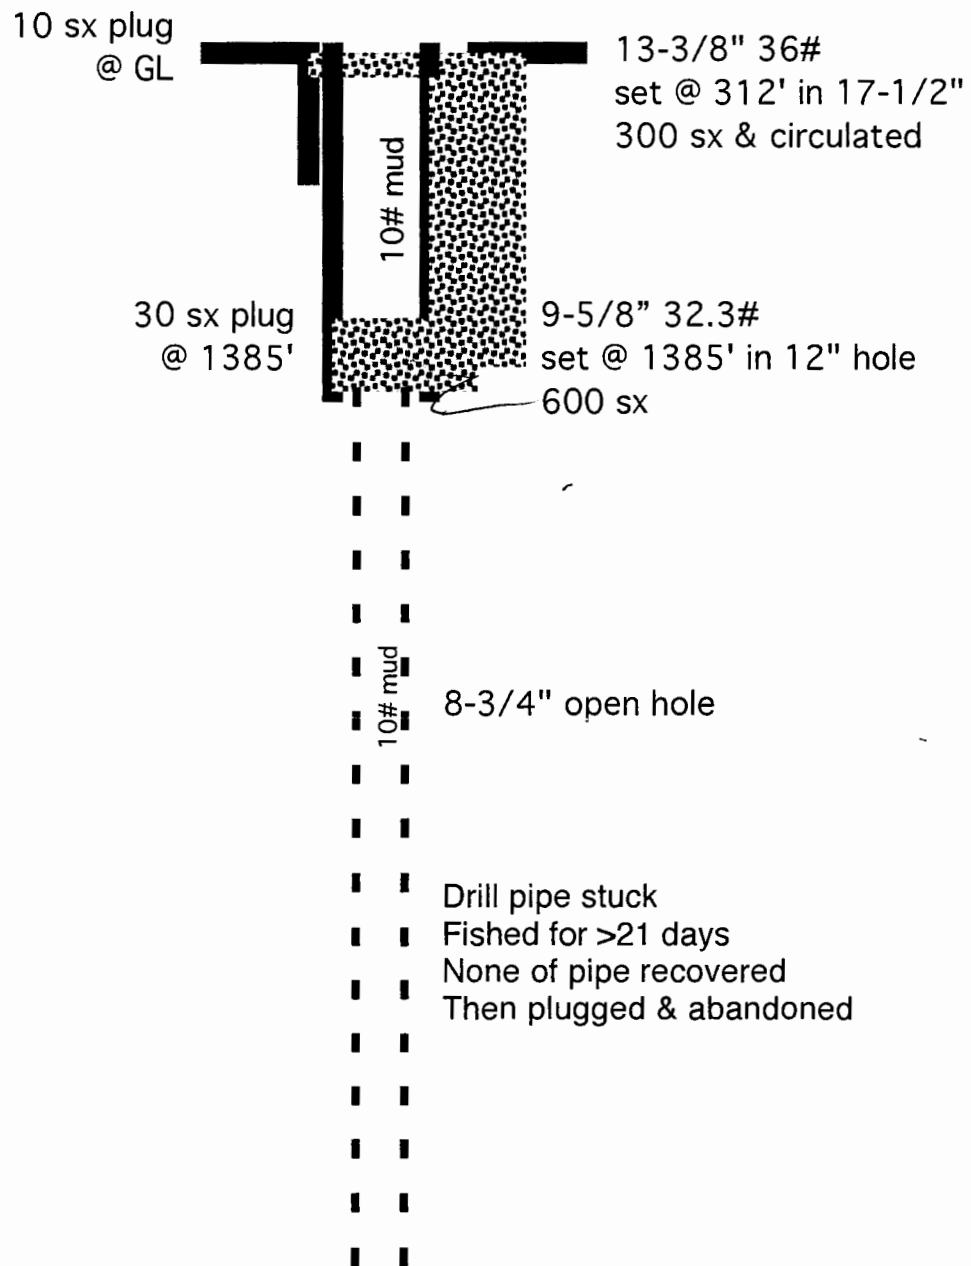 10 sx plug
@ GL
13-3/8" 36#
set @ 312' in 17-1/2"
300 sx & circulated
10# mud
30 sx plug
@ 1385'
9-5/8” 32.3#
set @ 1385' in 12" hole
600 sx
10# mud
8-3/4" open hole
Drill pipe stuck
Fished for >21 days
None of pipe recovered
Then plugged & abandoned